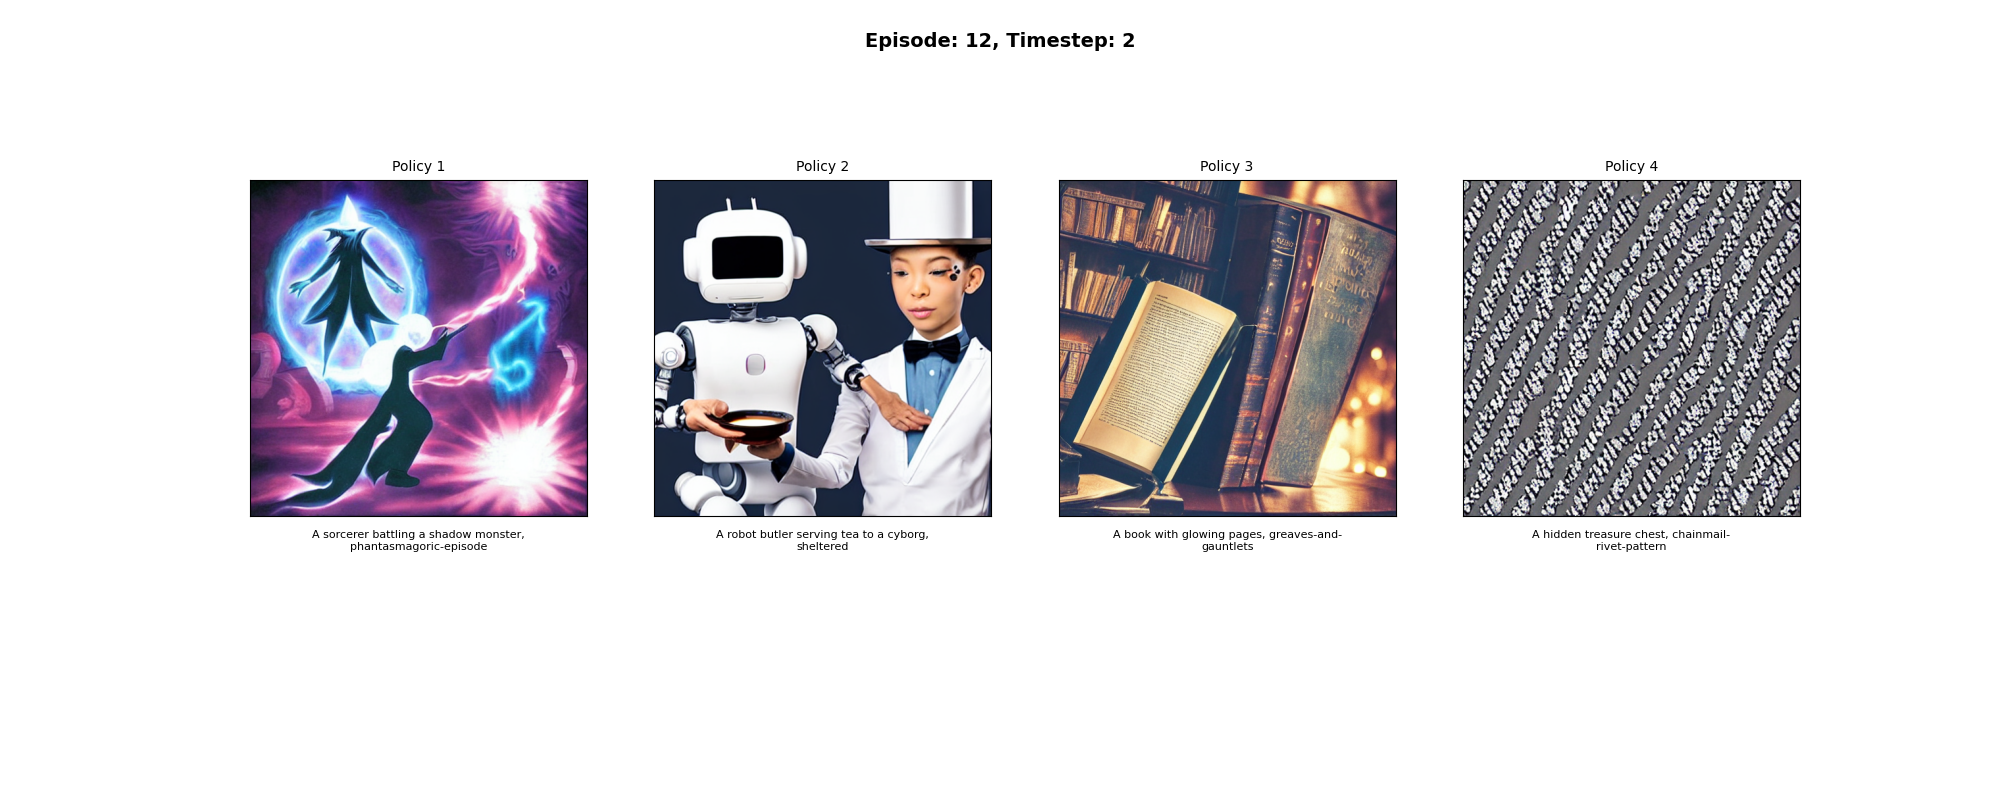 Episode: 12, Timestep: 2
Policy 1
Policy 2
Policy 3
Policy 4
A sorcerer battling a shadow monster,
phantasmagoric-episode
A robot butler serving tea to a cyborg,
sheltered
A book with glowing pages, greaves-and-
gauntlets
A hidden treasure chest, chainmail-
rivet-pattern